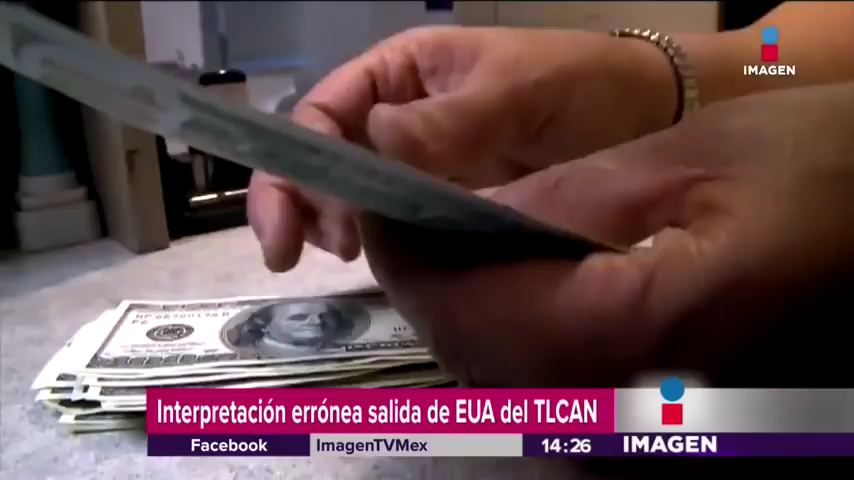 IMAGEN
Interpretación errónea salida de EUA del TLCAN
Facebook
ImagenTVMex
14:26
IMAGEN